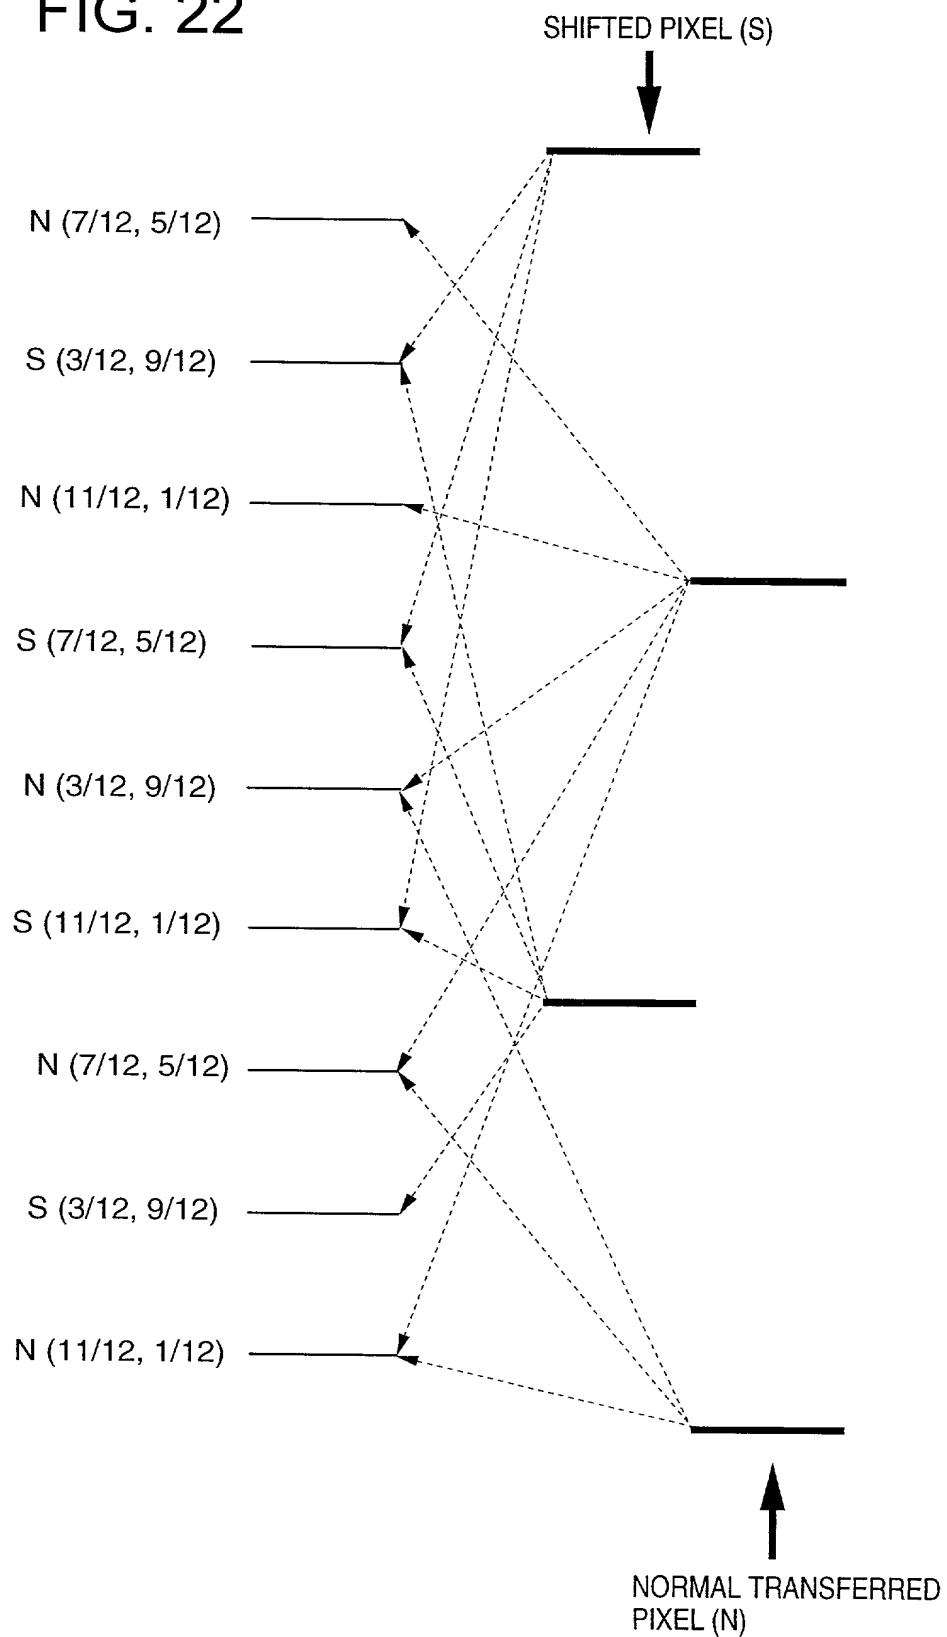 FIG. 22
SHIFTED PIXEL (S)
N (7/12, 5/12)
S (3/12, 9/12)
N (11/12, 1/12)
S (7/12, 5/12)
N (3/12, 9/12)
S (11/12, 1/12)
N (7/12, 5/12)
S (3/12, 9/12)
N (11/12, 1/12)
NORMAL TRANSFERRED
PIXEL (N)